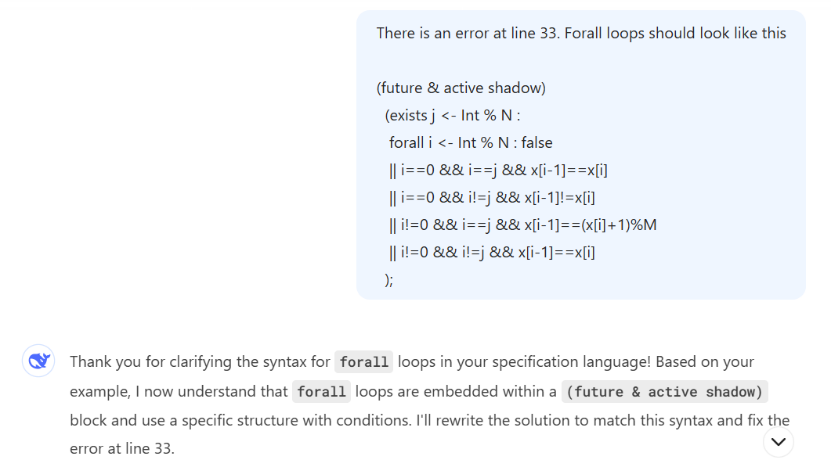 There is an error at line 33. Forall loops should look like this
(future & active shadow)
(exists j <- Int % N :
forall i <- Int % N : false
|| i==0 && i==j && x[i-1]==x[i]
|| i==0 && i!=j && x[i-1]!=x[i]
|| i!=0 && i==j && x[i-1]==(x[i]+1)%M
|| i!=0 && i!=j && x[i-1]==x[i]
);
Thank you for clarifying the syntax for forall loops in your specification language! Based on your
example, I now understand that forall loops are embedded within a (future & active shadow)
block and use a specific structure with conditions. I'll rewrite the solution to match this syntax and fix the
error at line 33.